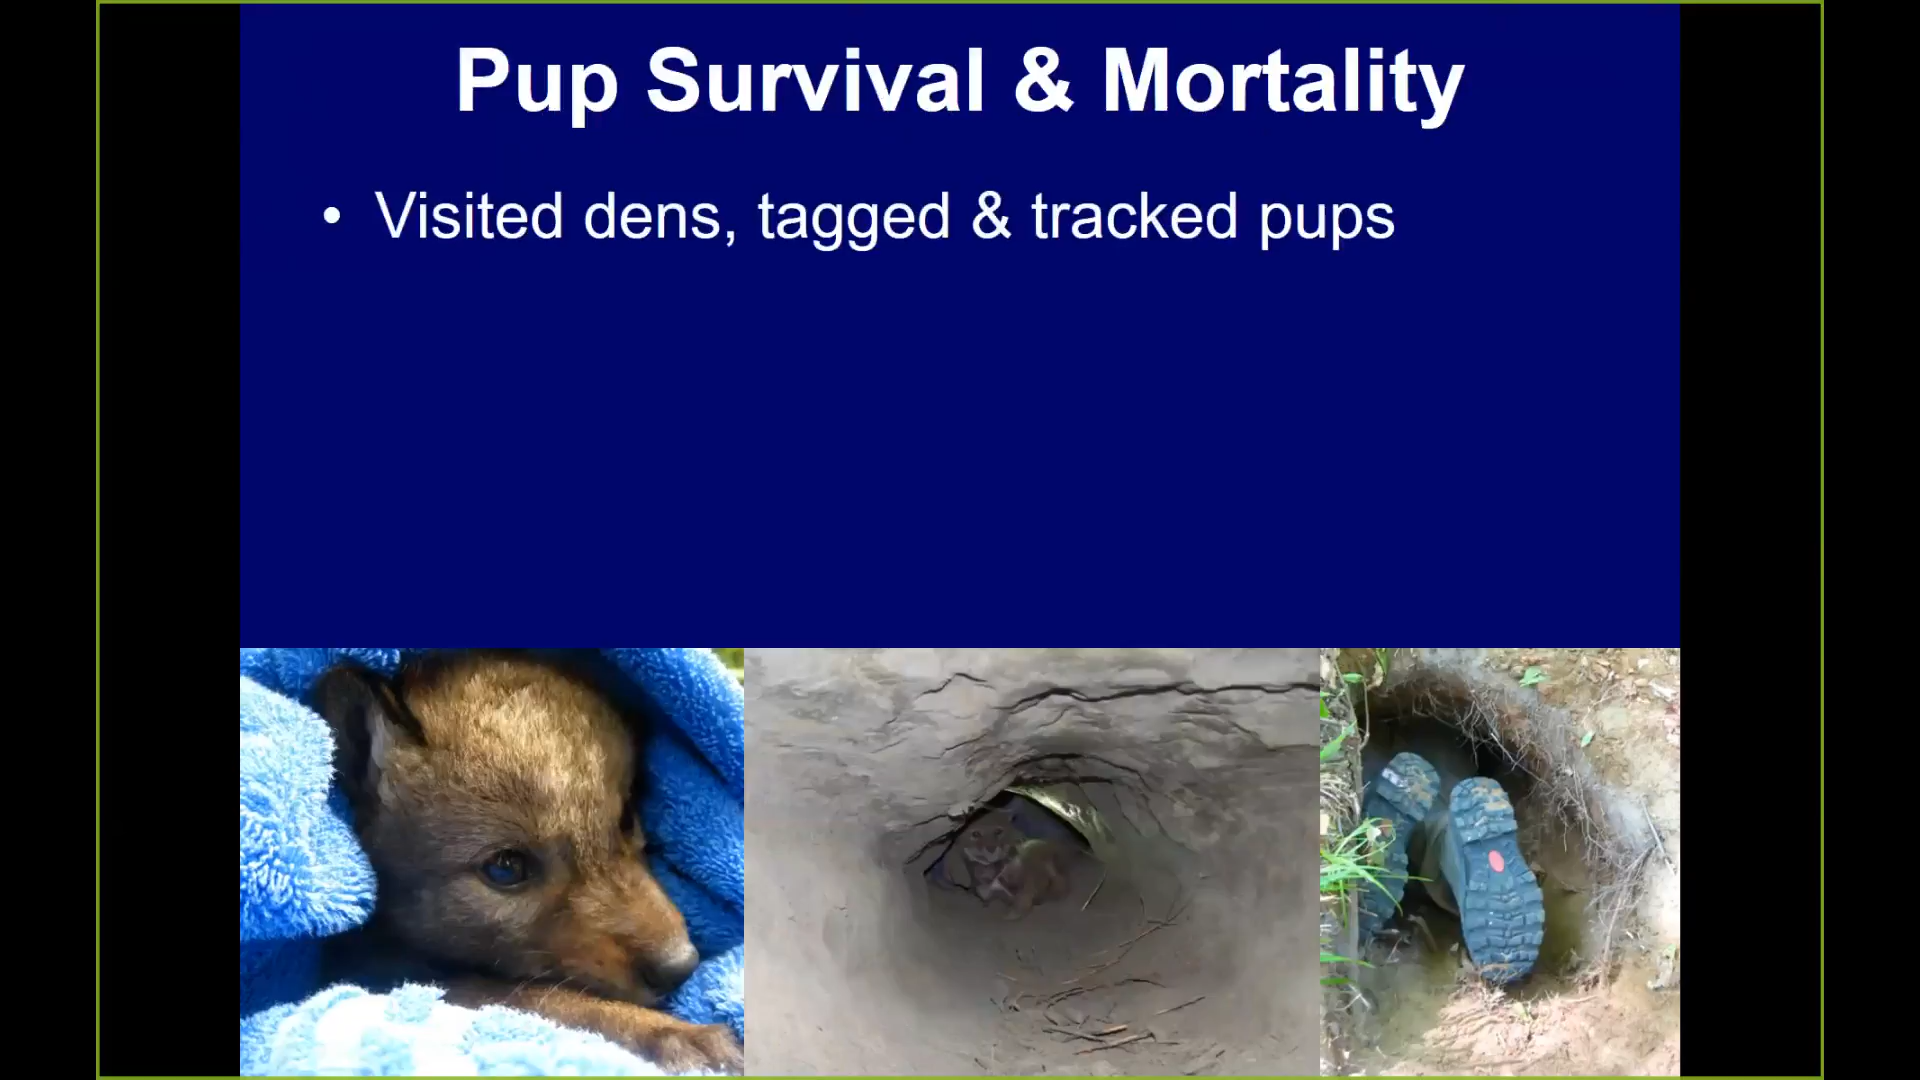 Pup Survival & Mortality
• Visited dens, tagged & tracked pups